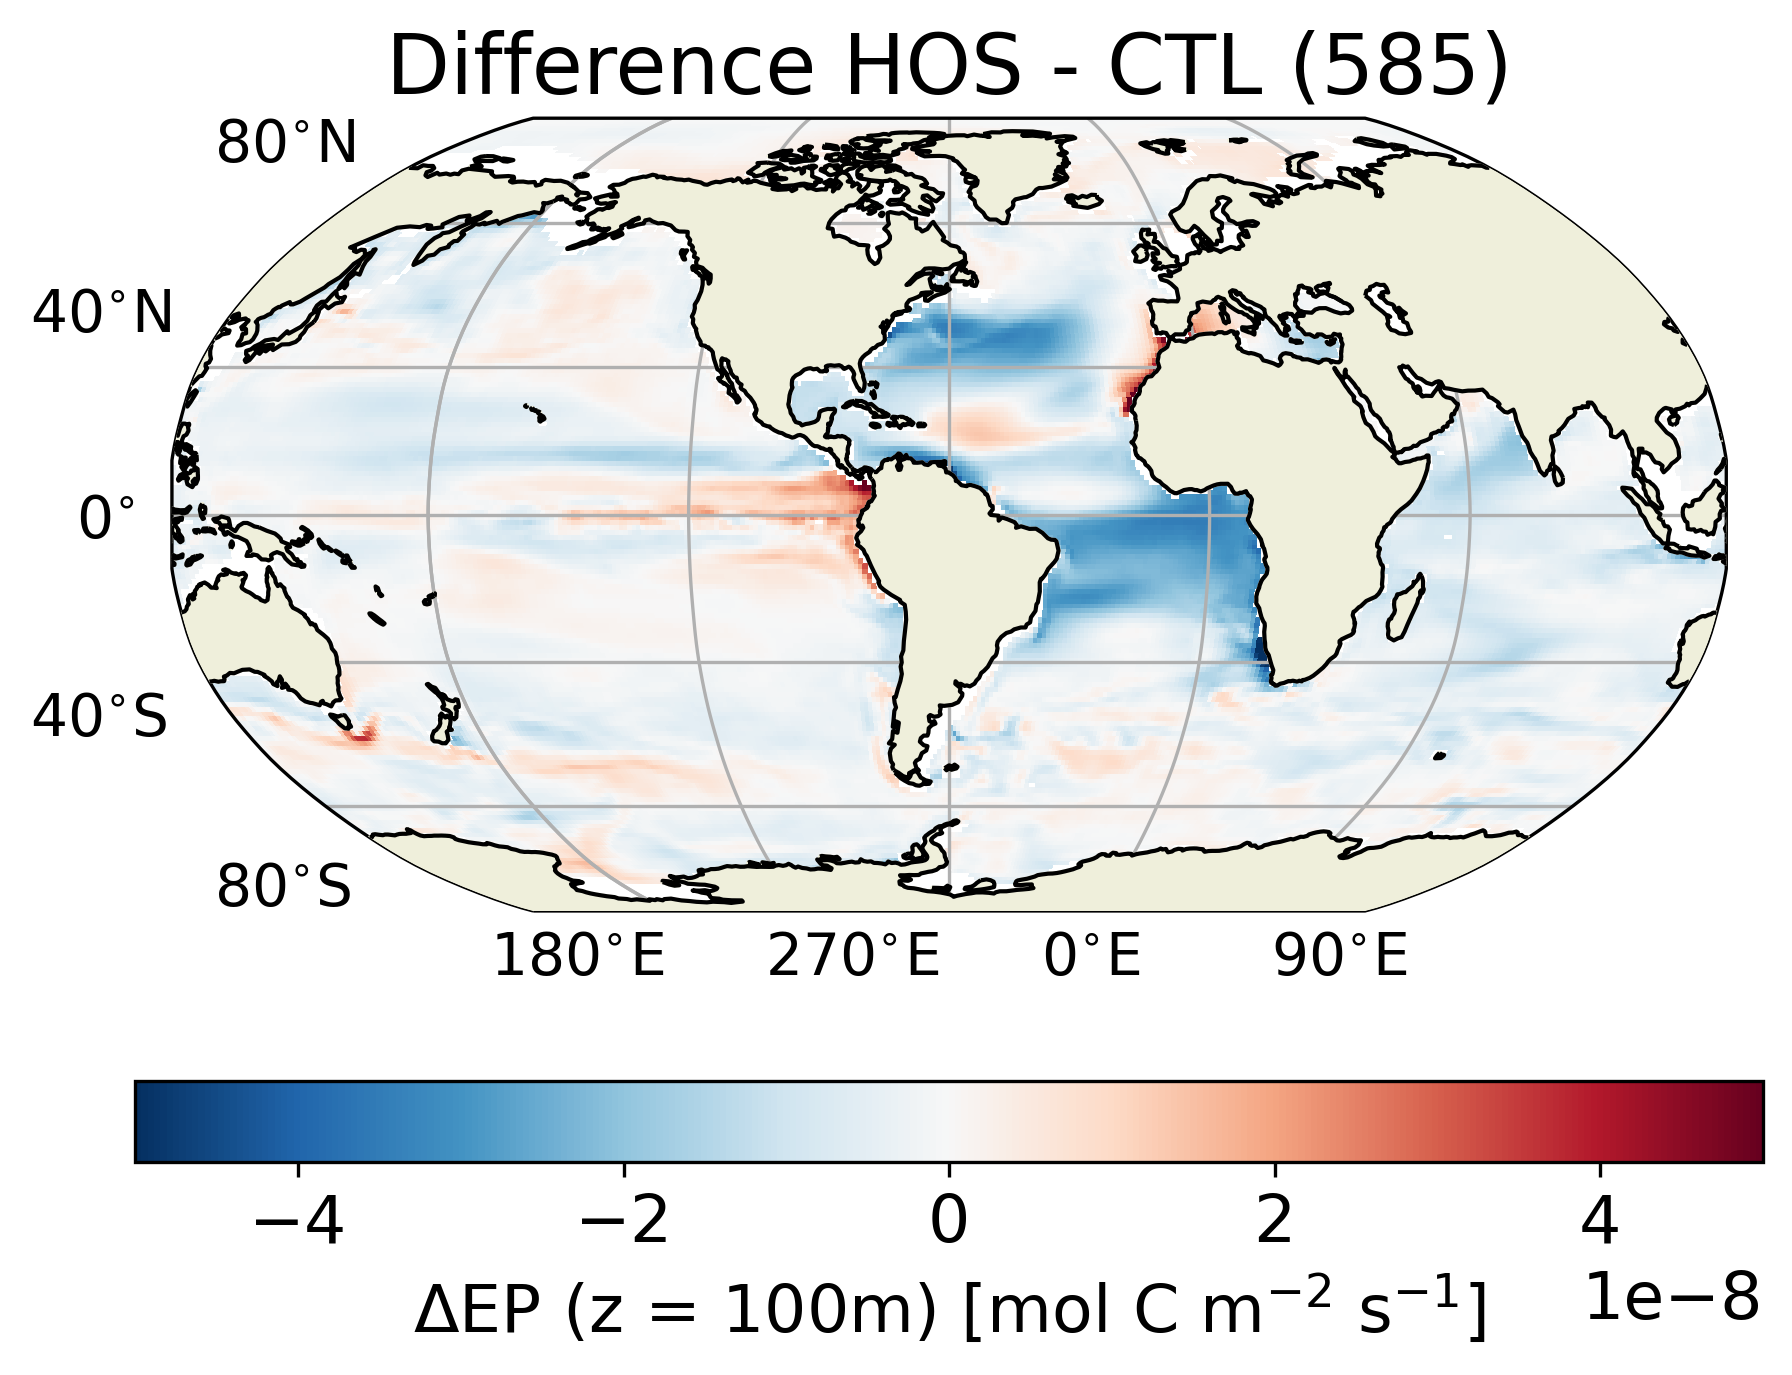 Difference HOS - CTL (585)
80°N
40°N
0°
40°S
80°S
180°E 270°E 0°E 90°E
−4 −2 0 2 4
1e−8
ΔEP (z = 100m) [mol C m⁻² s⁻¹]